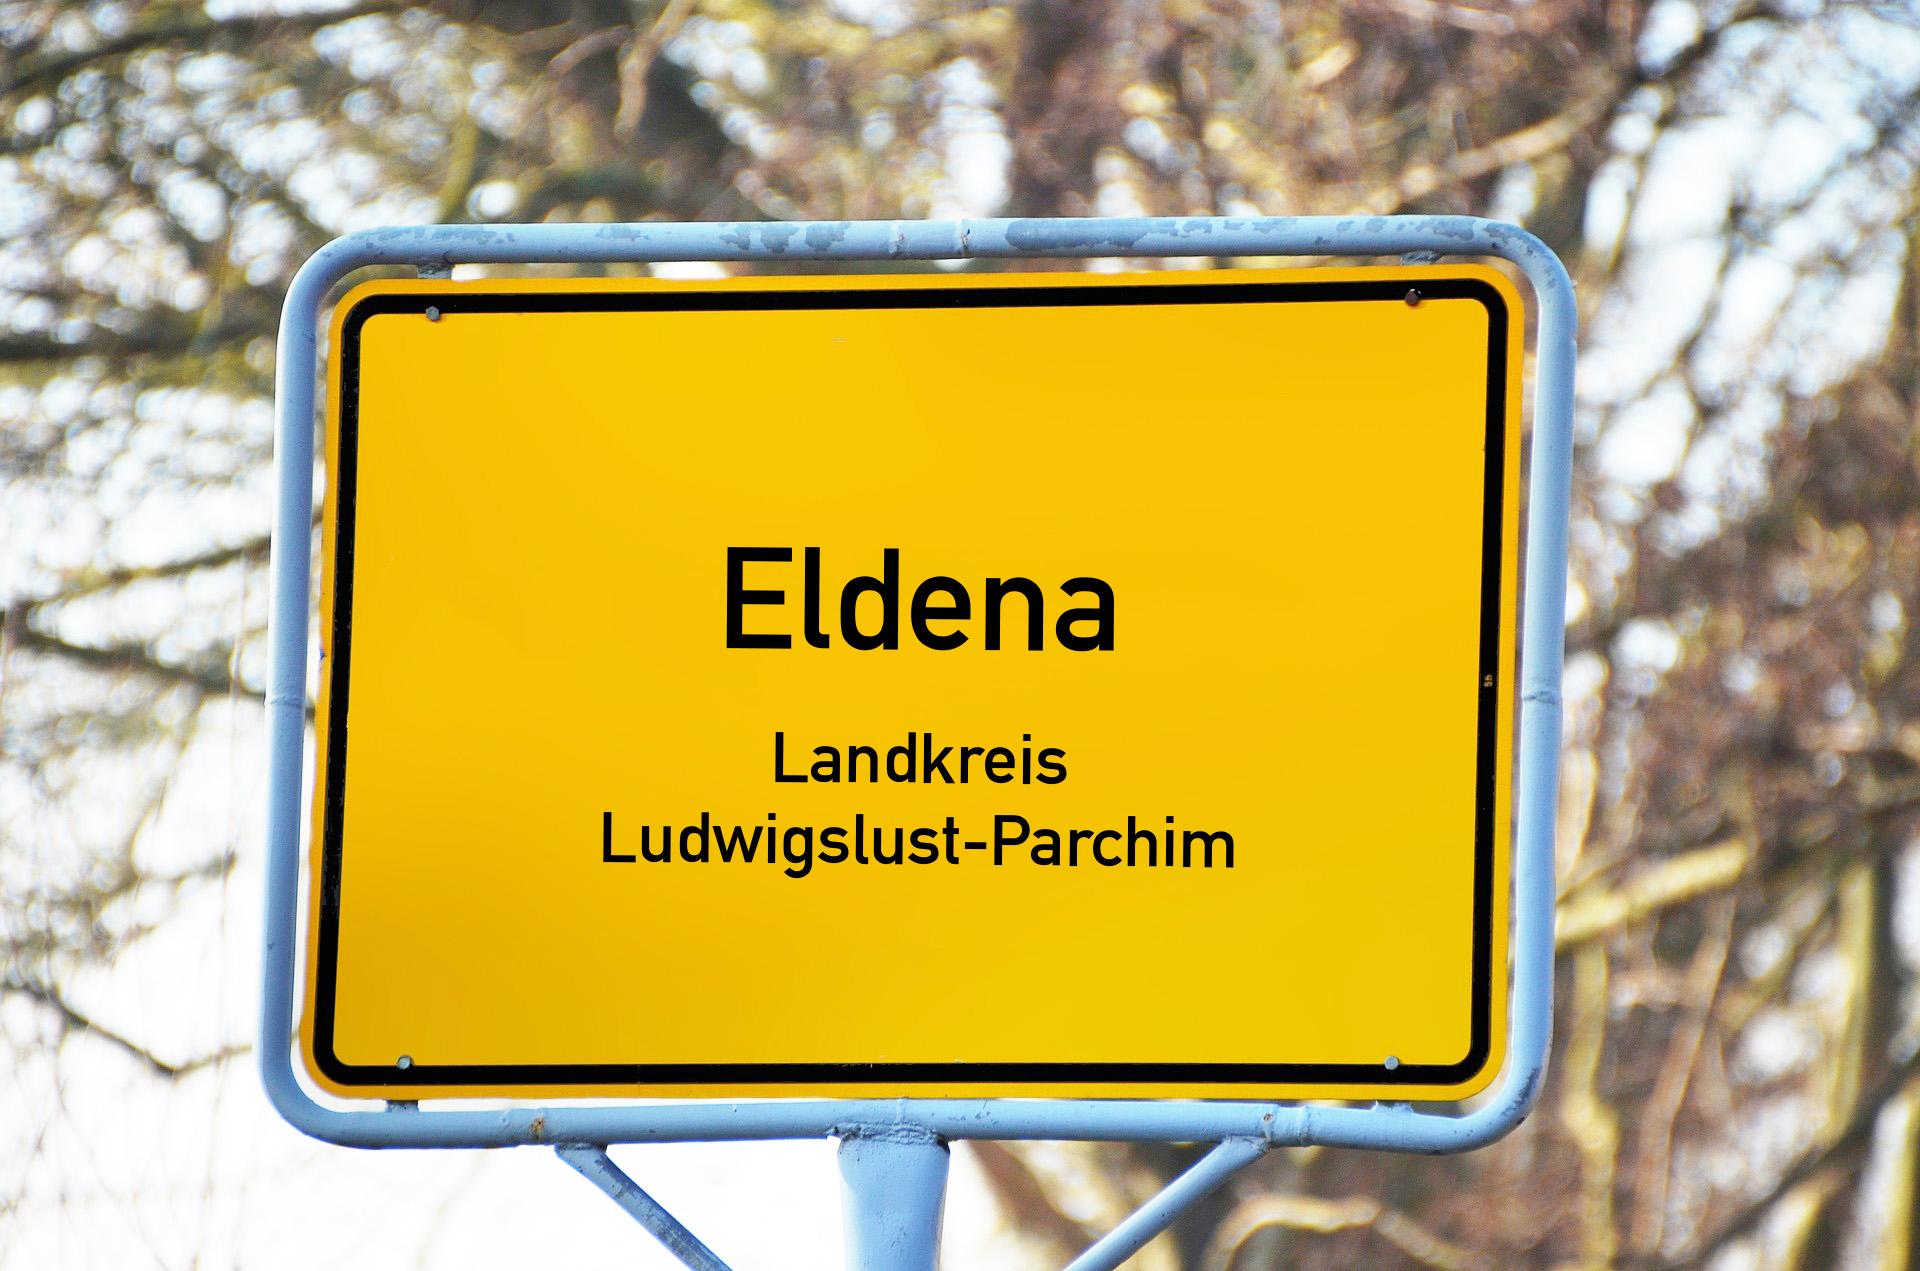 Eldena
Landkreis
Ludwigslust-Parchim